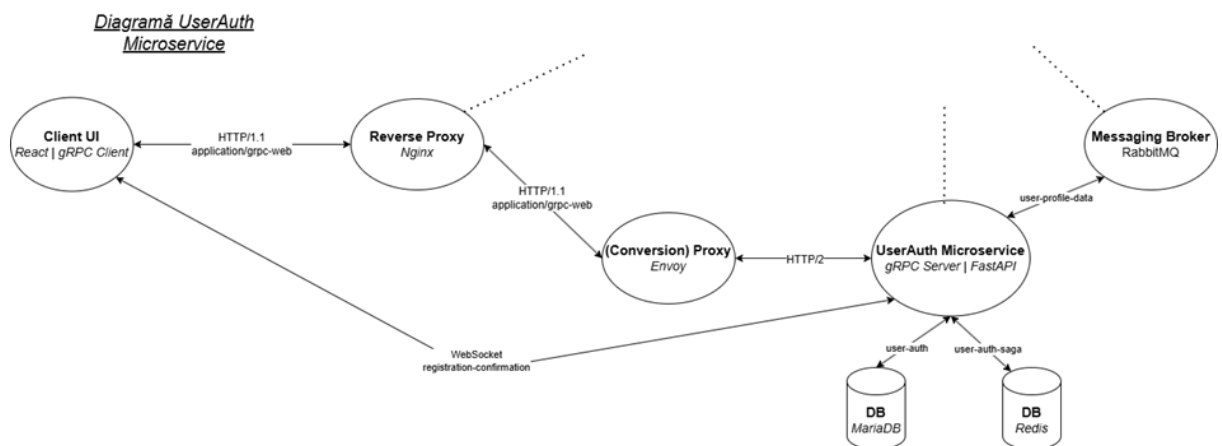 Diagramă UserAuth
Microservice
Client UI
React | gRPC Client
HTTP/1.1
application/grpc-web
Reverse Proxy
Nginx
HTTP/1.1
application/grpc-web
(Conversion) Proxy
Envoy
HTTP/2
UserAuth Microservice
gRPC Server | FastAPI
Messaging Broker
RabbitMQ
user-profile-data
WebSocket
registration-confirmation
user-auth
user-auth-saga
DB
MariaDB
DB
Redis